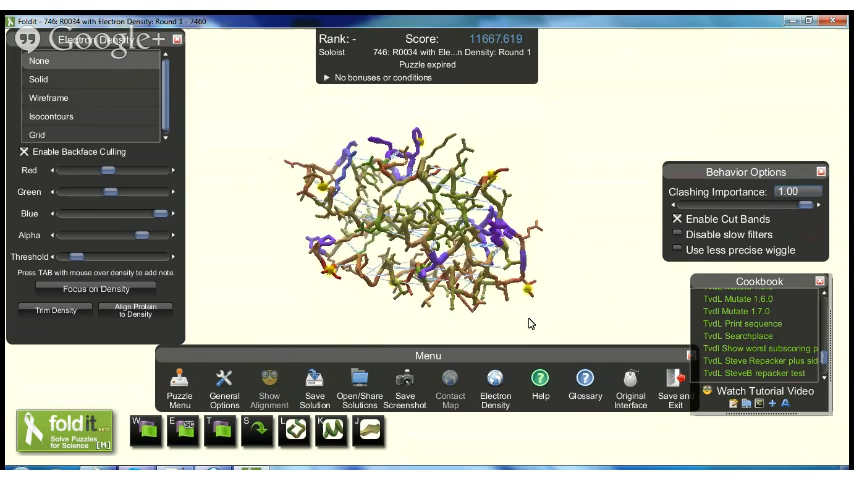 Foldit - 746: R0034 with Electron Density: Round 1 - 7460
Google+
Electron Density
None
Solid
Wireframe
Isocontours
Grid
Enable Backface Culling
Red
Green
Blue
Alpha
Threshold
Press TAB with mouse over density to add note.
Focus on Density
Trim Density
Align Protein
to Density
Rank: -
Score:
11667.619
Soloist
746: R0034 with Ele...n Density: Round 1
Puzzle expired
No bonuses or conditions
Behavior Options
Clashing Importance: 1.00
Enable Cut Bands
Disable slow filters
Use less precise wiggle
Cookbook
TvdL Mutate 1.6.0
Tvdl Mutate 1.7.0
TvdL Print sequence
TvdL Searchplace
Tvdl Show worst subscoring p
TvdL Steve Repacker plus sid
TvdL SteveB repacker test
Watch Tutorial Video
Menu
Puzzle
Menu
General
Options
Show
Alignment
Save
Solution
Open/Share
Solutions
Save
Screenshot
Contact
Map
Electron
Density
Help
Glossary
Original
Interface
Save and
Exit
foldit
BETA
Solve Puzzles
for Science
[H]
W
E
SC
T
S
L
K
J